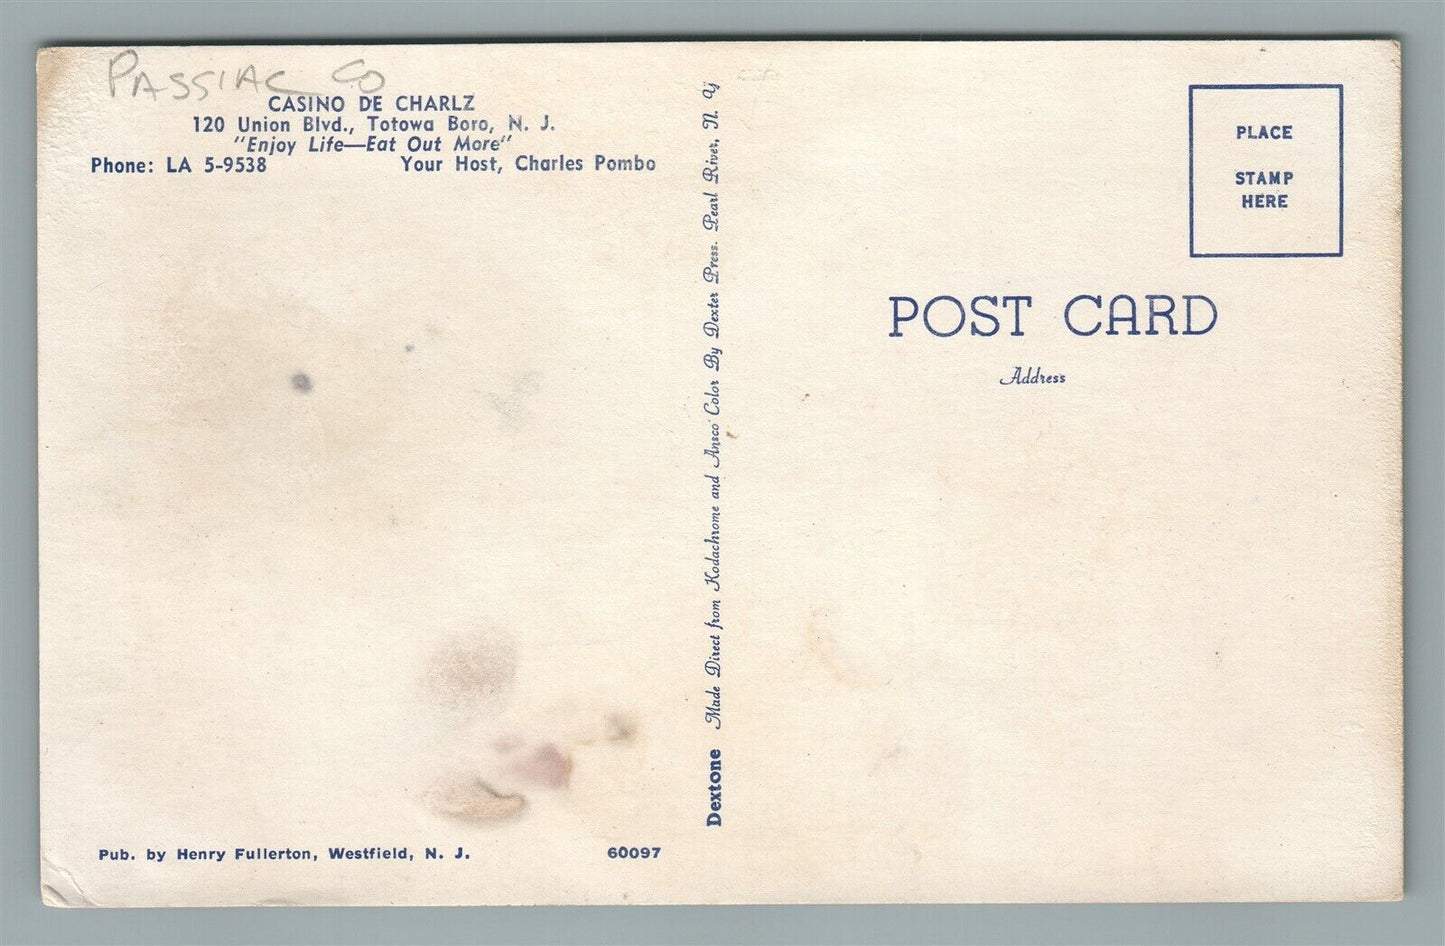 PASSIAC CO
CASINO DE CHARLZ
120 Union Blvd., Totowa Boro, N. J.
"Enjoy Life—Eat Out More"
Phone: LA 5-9538 Your Host, Charles Pombo
Pub. by Henry Fullerton, Westfield, N. J. 60097
Dextone Made Direct from Kodachrome and Ansco Color By Dexter Press. Pearl River, N. Y.
PLACE
STAMP
HERE
POST CARD
Address